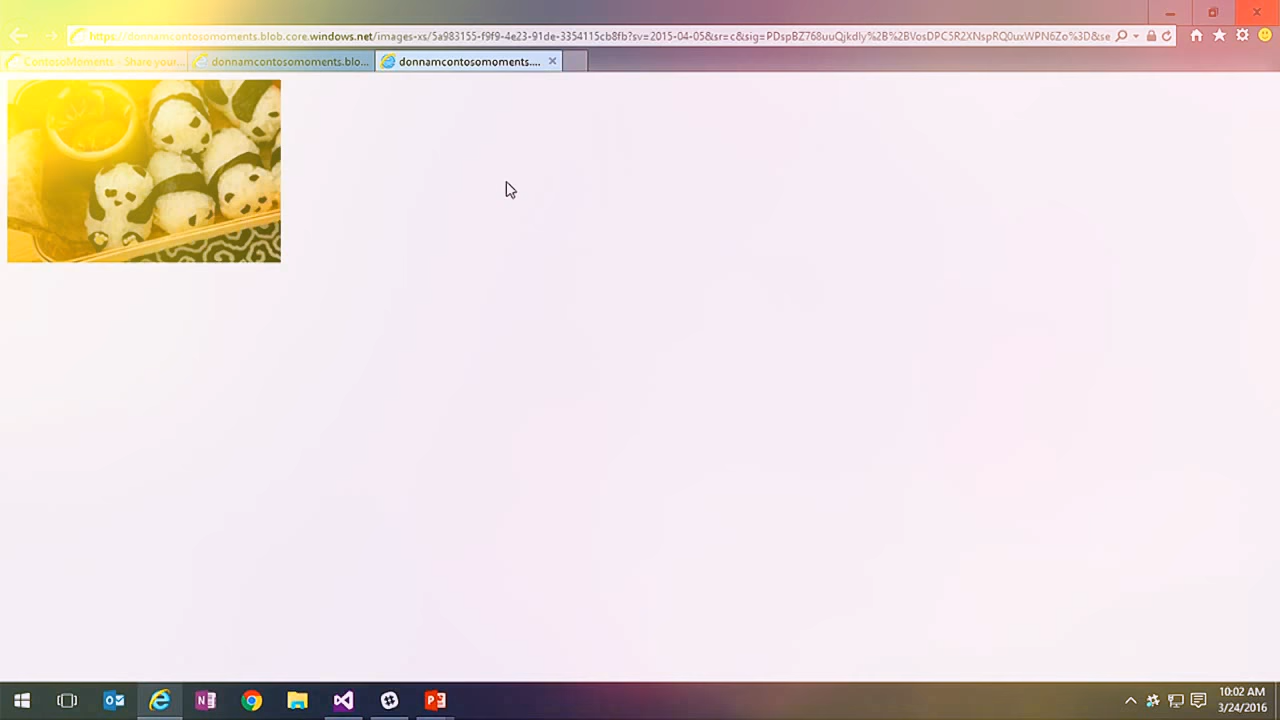 https://donnamcontosomoments.blob.core.windows.net/images-xs/5a983155-f9f9-4e23-91de-3354115cb8fb?sv=2015-04-05&sr=c&sig=PDspBZ768uuQjkdly%2B%2BVosDPC5R2XNspRQ0uxWPN6Zo%3D&se
ContosoMoments - Share your...
donnamcontosomoments.blo...
donnamcontosomoments....
10:02 AM
3/24/2016